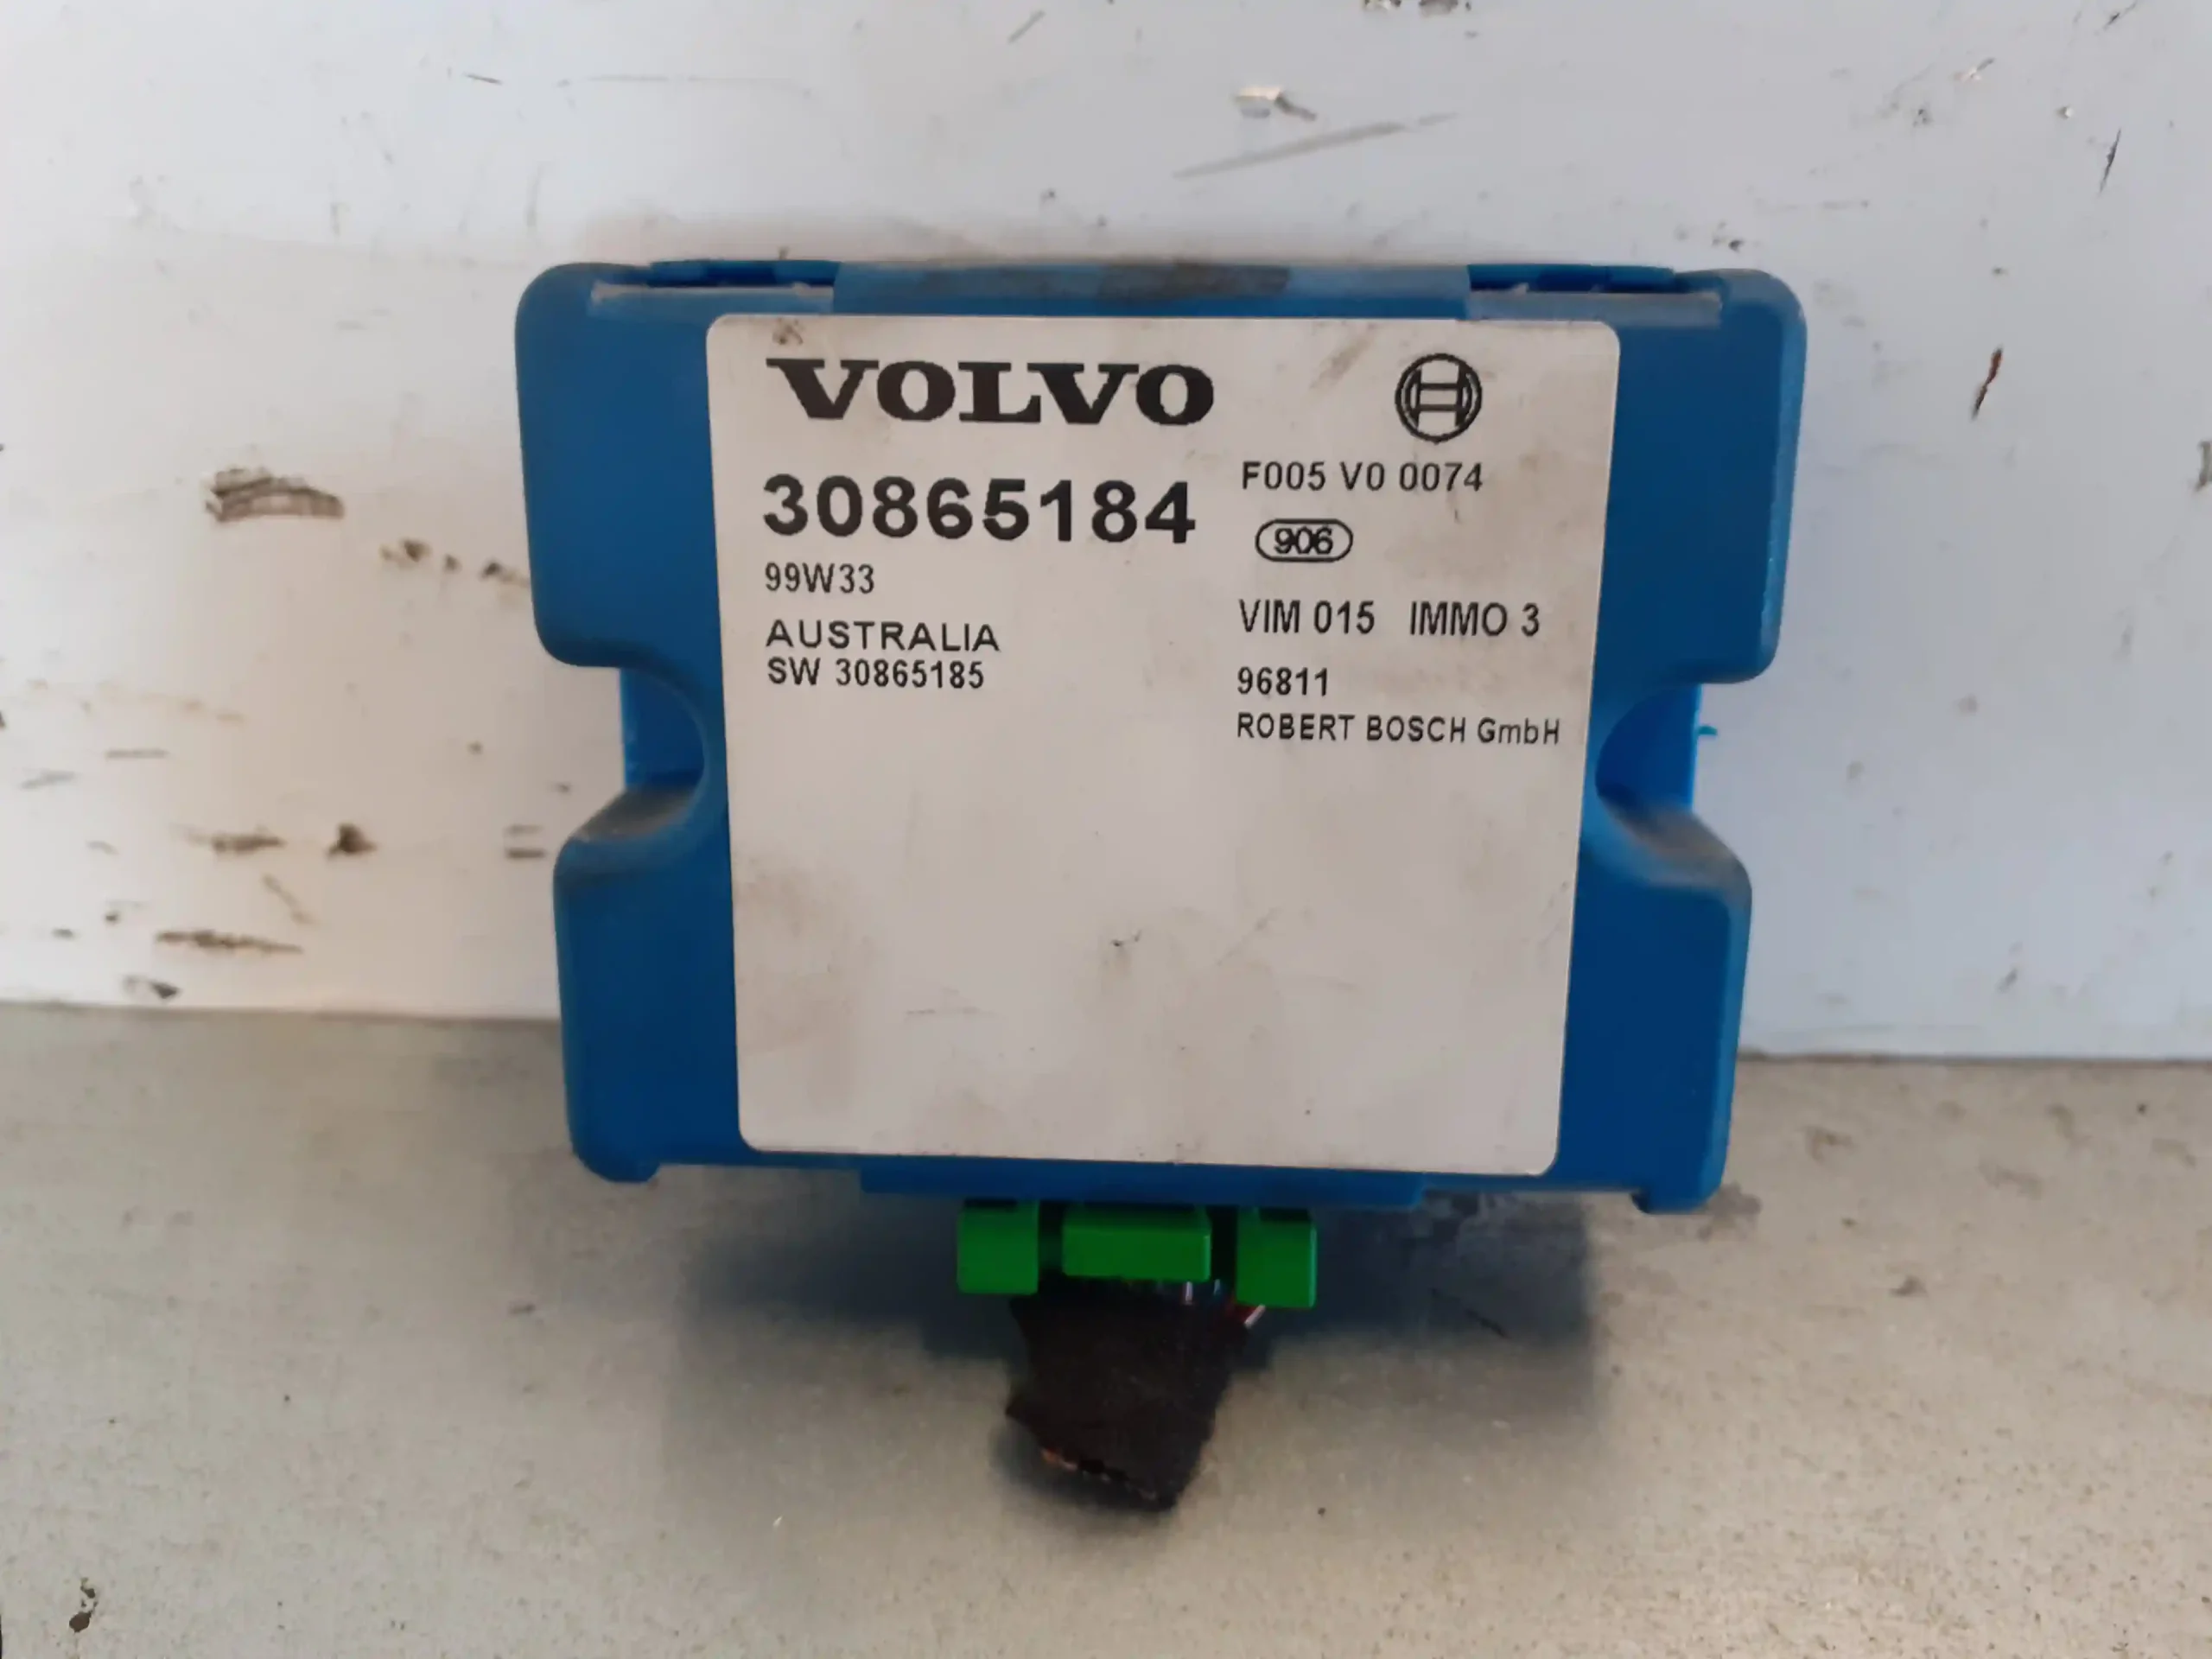 VOLVO
30865184
99W33
AUSTRALIA
SW 30865185
F005 V0 0074
906
VIM 015 IMMO 3
96811
ROBERT BOSCH GmbH